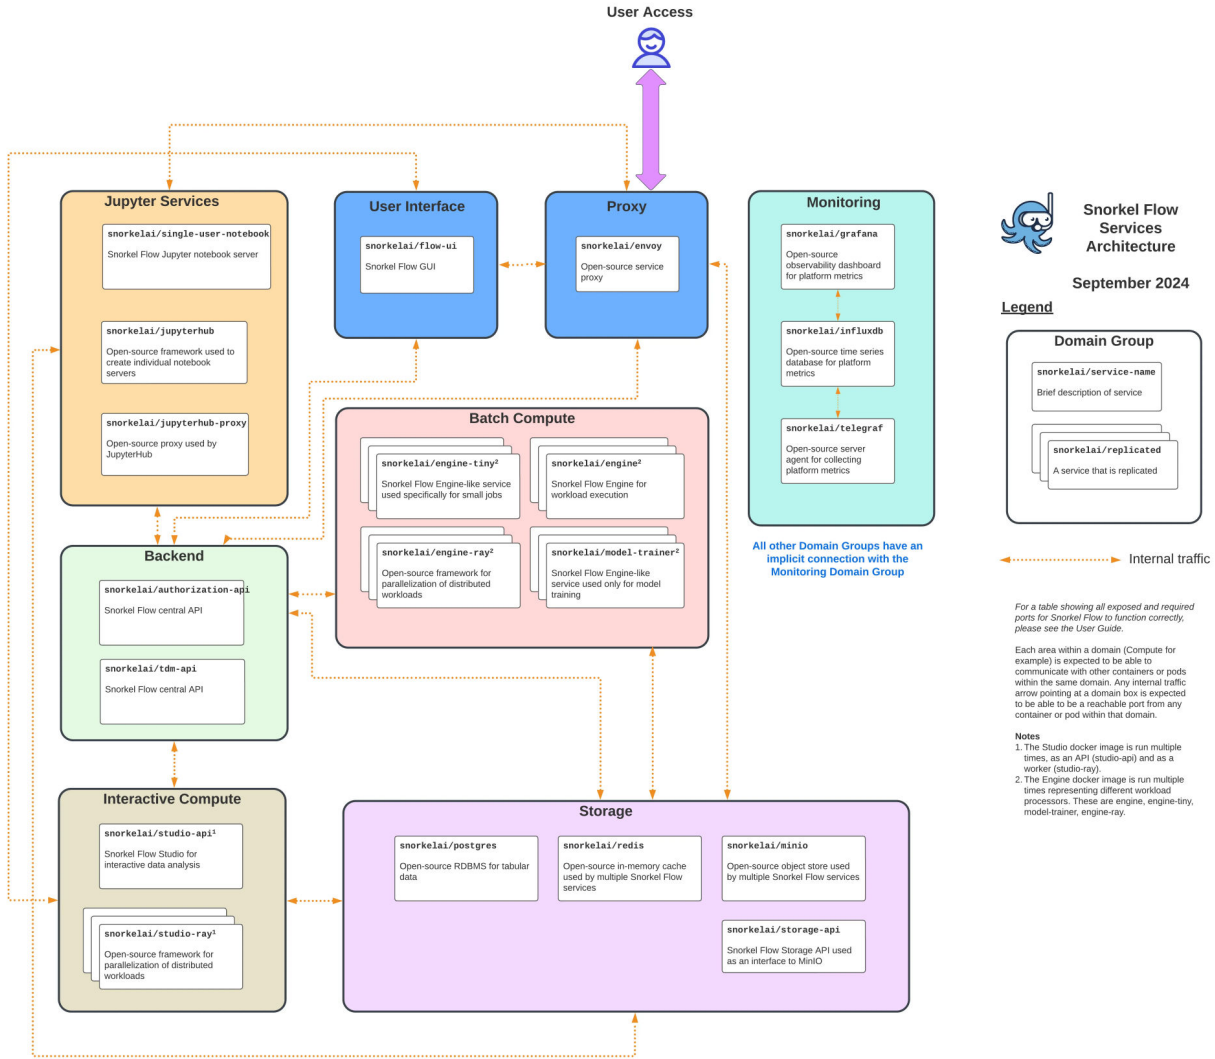 User Access
Jupyter Services
snorkelai/single-user-notebook
Snorkel Flow Jupyter notebook server
snorkelai/jupyterhub
Open-source framework used to
create individual notebook
servers
snorkelai/jupyterhub-proxy
Open-source proxy used by
JupyterHub
User Interface
snorkelai/flow-ui
Snorkel Flow GUI
Proxy
snorkelai/envoy
Open-source service
proxy
Monitoring
snorkelai/grafana
Open-source
observability dashboard
for platform metrics
snorkelai/influxdb
Open-source time series
database for platform
metrics
snorkelai/telegraf
Open-source server
agent for collecting
platform metrics
All other Domain Groups have an
implicit connection with the
Monitoring Domain Group
Batch Compute
snorkelai/engine-tiny²
Snorkel Flow Engine-like service
used specifically for small jobs
snorkelai/engine²
Snorkel Flow Engine for
workload execution
snorkelai/engine-ray²
Open-source framework for
parallelization of distributed
workloads
snorkelai/model-trainer²
Snorkel Flow Engine-like
service used only for model
training
Backend
snorkelai/authorization-api
Snorkel Flow central API
snorkelai/tdm-api
Snorkel Flow central API
Interactive Compute
snorkelai/studio-api¹
Snorkel Flow Studio for
interactive data analysis
snorkelai/studio-ray¹
Open-source framework for
parallelization of distributed
workloads
Storage
snorkelai/postgres
Open-source RDBMS for tabular
data
snorkelai/redis
Open-source in-memory cache
used by multiple Snorkel Flow
services
snorkelai/minio
Open-source object store used
by multiple Snorkel Flow services
snorkelai/storage-api
Snorkel Flow Storage API used
as an interface to MinIO
Snorkel Flow
Services
Architecture
September 2024
Legend
Domain Group
snorkelai/service-name
Brief description of service
snorkelai/replicated
A service that is replicated
Internal traffic
For a table showing all exposed and required
ports for Snorkel Flow to function correctly,
please see the User Guide.
Each area within a domain (Compute for
example) is expected to be able to
communicate with other containers or pods
within the same domain. Any internal traffic
arrow pointing at a domain box is expected
to be able to be a reachable port from any
container or pod within that domain.
Notes
1. The Studio docker image is run multiple
times, as an API (studio-api) and as a
worker (studio-ray).
2. The Engine docker image is run multiple
times representing different workload
processors. These are engine, engine-tiny,
model-trainer, engine-ray.